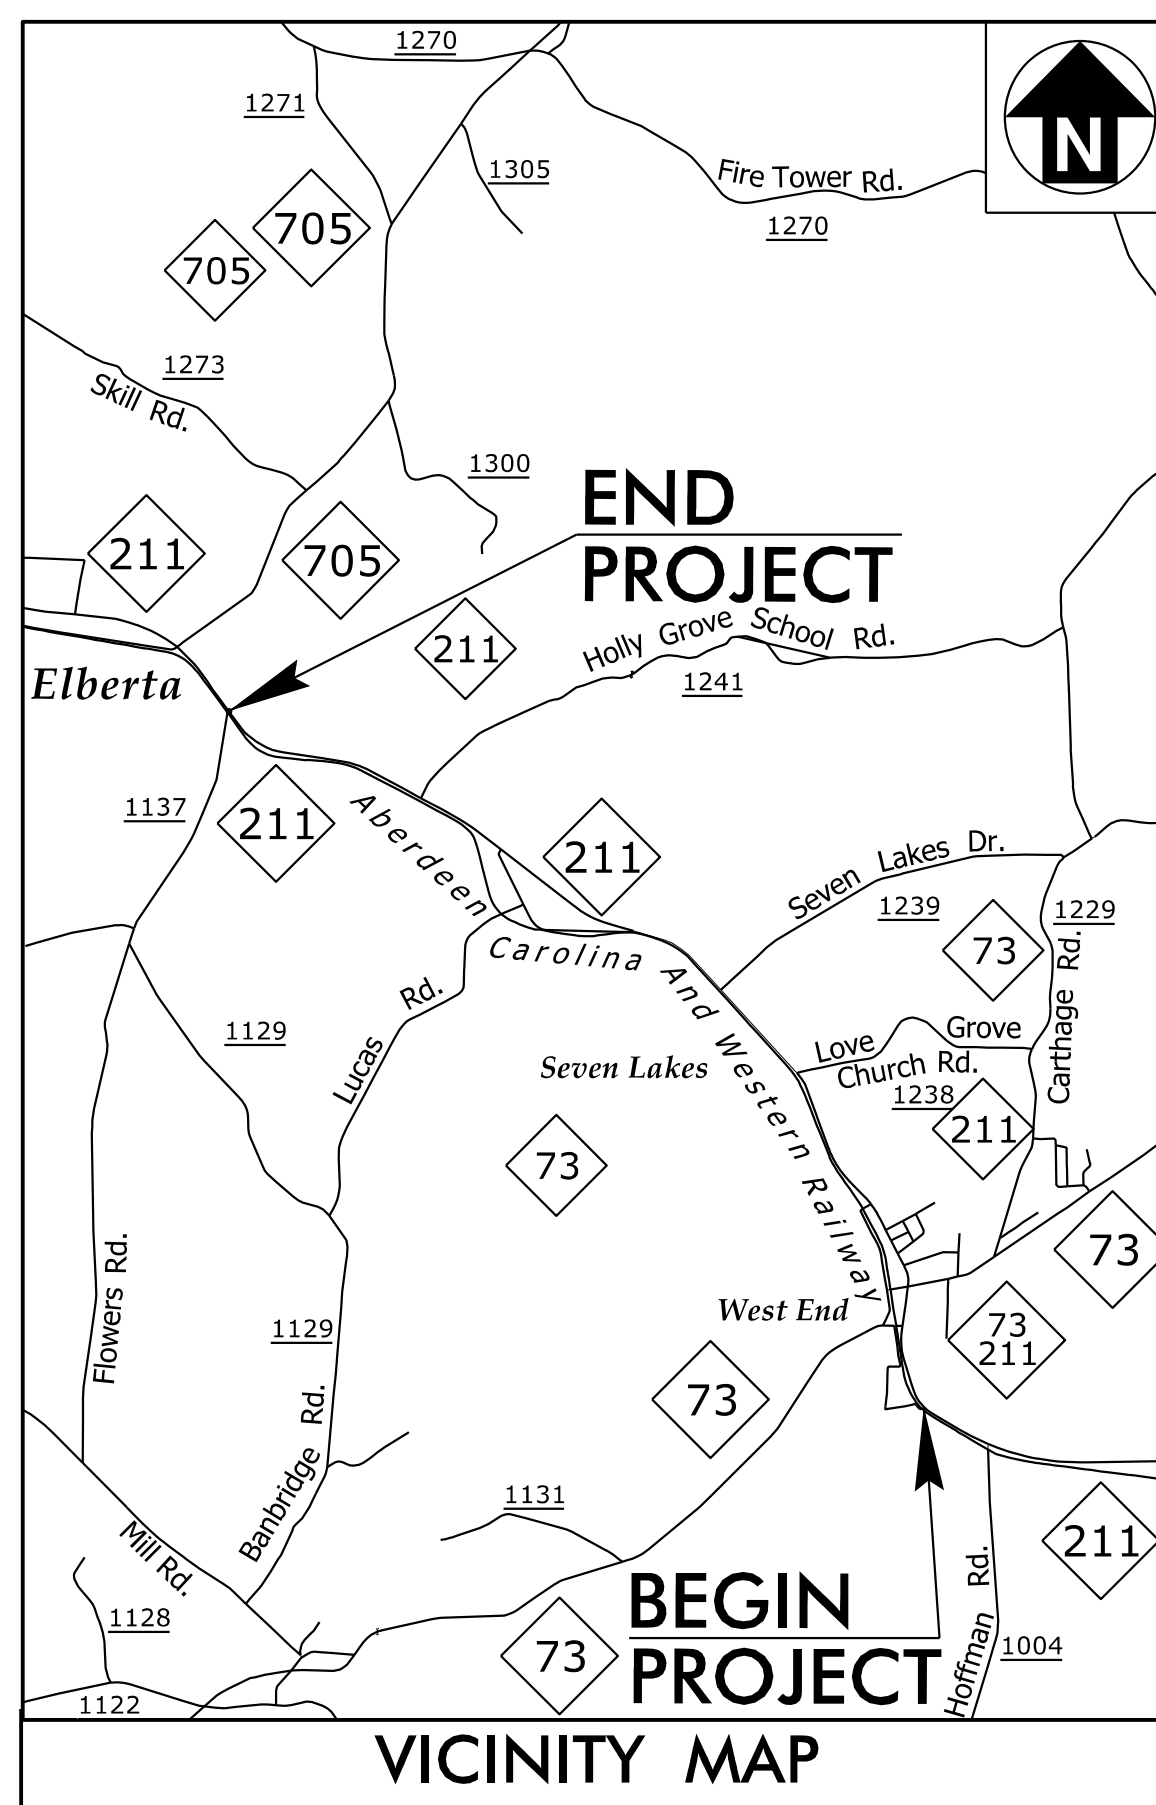 1270
N
1271
1305
Fire Tower Rd.
1270
705
705
1273
Skill Rd.
1300
END
PROJECT
211
705
211
Holly Grove School Rd.
1241
Elberta
1137
211
Aberdeen Carolina And Western Railway
211
Seven Lakes Dr.
1239
1229
73
Carthage Rd.
1129
Lucas Rd.
Seven Lakes
Love Grove
Church Rd.
1238
211
73
Flowers Rd.
73
West End
73
211
1129
73
Banbridge Rd.
1131
Mill Rd.
211
BEGIN
PROJECT
Hoffman Rd.
1128
73
1004
1122
VICINITY MAP